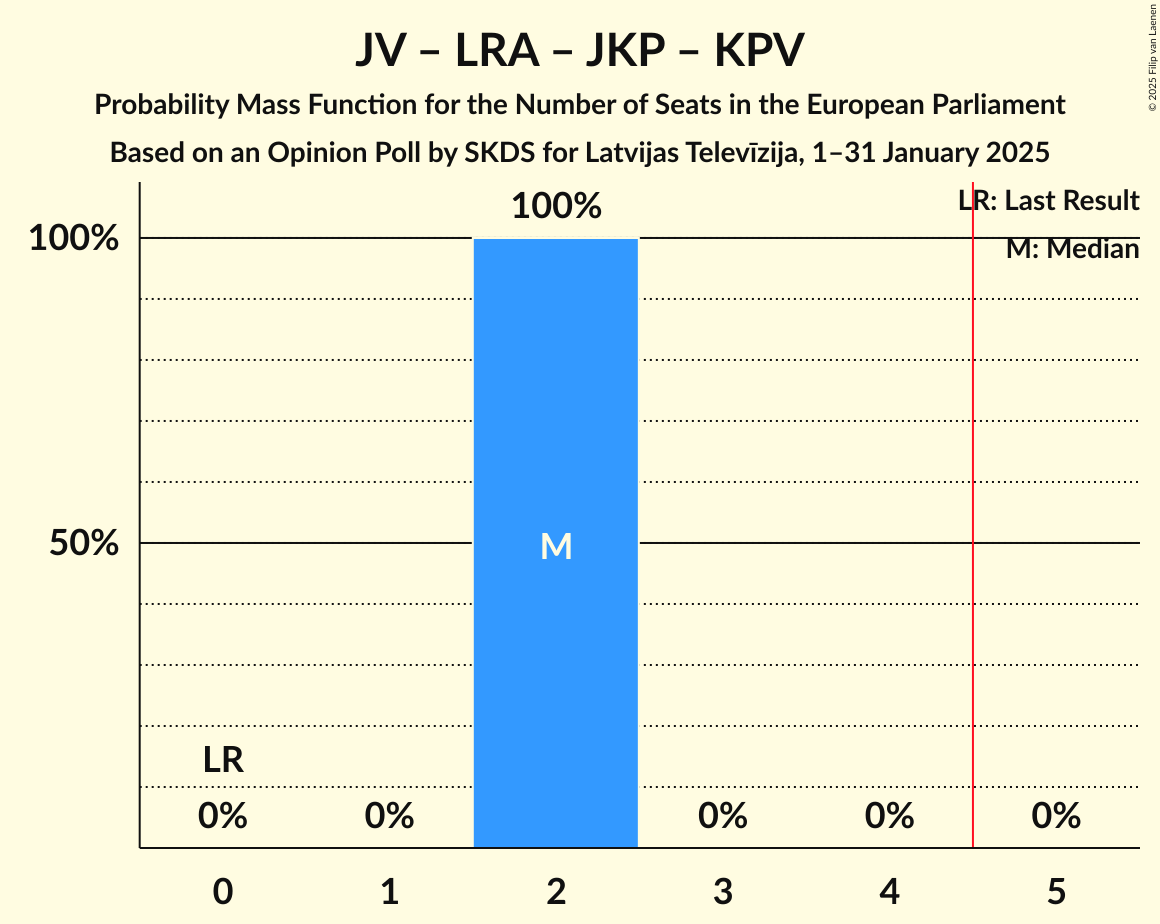 JV – LRA – JKP – KPV
Probability Mass Function for the Number of Seats in the European Parliament
Based on an Opinion Poll by SKDS for Latvijas Televīzija, 1–31 January 2025
© 2025 Filip van Laenen
LR: Last Result
M: Median
100%
100%
50%
M
LR
0%
0%
0%
0%
0%
0
1
2
3
4
5